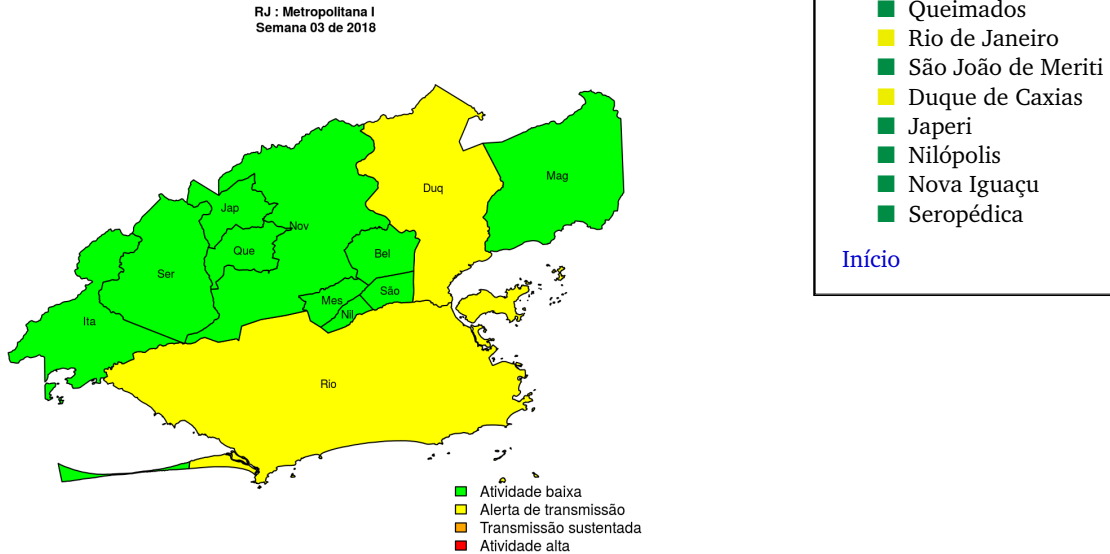 RJ : Metropolitana I
Semana 03 de 2018
Duq
Mag
Jap
Nov
Que
Bel
Ser
São
Mes
Nil
Ita
Rio
Atividade baixa
Alerta de transmissão
Transmissão sustentada
Atividade alta
Queimados
Rio de Janeiro
São João de Meriti
Duque de Caxias
Japeri
Nilópolis
Nova Iguaçu
Seropédica
Início